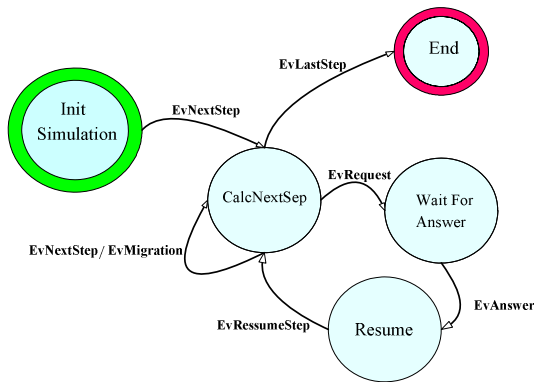 End
EvLastStep
Init
Simulation
EvNextStep
EvRequest
CalcNextSep
Wait For
Answer
EvNextStep/ EvMigration
EvAnswer
EvRessumeStep
Resume